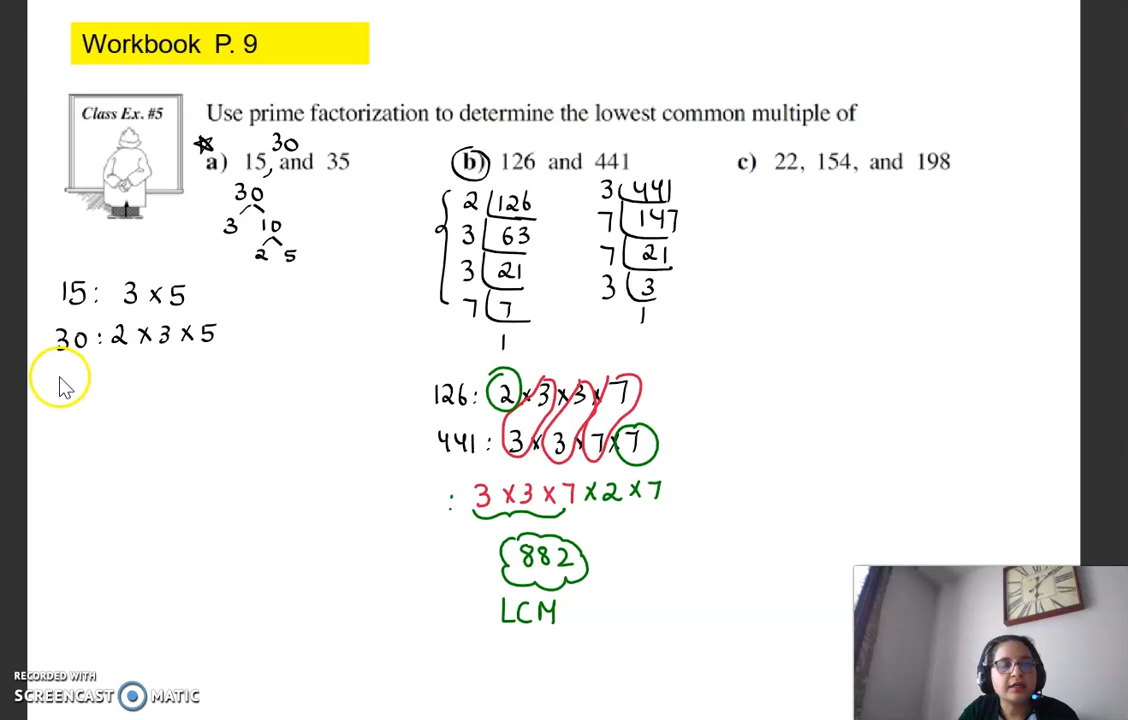 Workbook P. 9
Class Ex. #5
Use prime factorization to determine the lowest common multiple of
30
a) 15, and 35
b) 126 and 441
c) 22, 154, and 198
30
3 10
2 5
2 126
3 63
3 21
7 7
1
3 441
7 147
7 21
3 3
1
15: 3 × 5
30: 2 × 3 × 5
126: 2 × 3 × 3 × 7
441: 3 × 3 × 7 × 7
: 3 × 3 × 7 × 2 × 7
882
LCM
RECORDED WITH
SCREENCAST MATIC